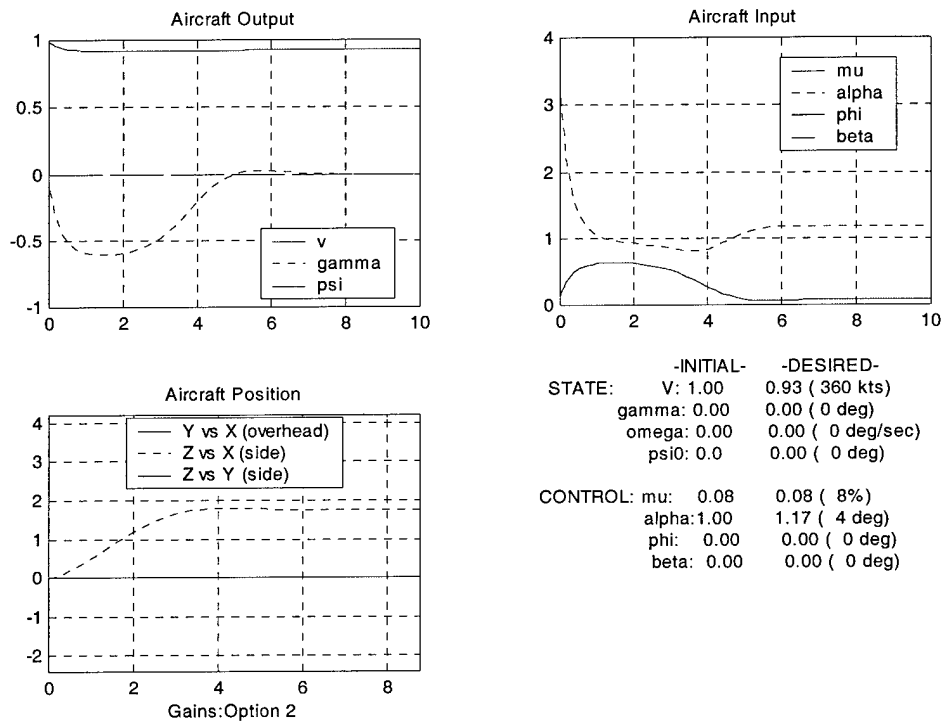 Aircraft Output
1
0.5
0
-0.5
-1
0 2 4 6 8 10
v
gamma
psi
Aircraft Input
4
3
2
1
0
0 2 4 6 8 10
mu
alpha
phi
beta
Aircraft Position
4
3
2
1
0
-1
-2
0 2 4 6 8
Y vs X (overhead)
Z vs X (side)
Z vs Y (side)
Gains:Option 2
-INITIAL- -DESIRED-
STATE: V: 1.00 0.93 ( 360 kts)
gamma: 0.00 0.00 ( 0 deg)
omega: 0.00 0.00 ( 0 deg/sec)
psi0: 0.0 0.00 ( 0 deg)
CONTROL: mu: 0.08 0.08 ( 8%)
alpha: 1.00 1.17 ( 4 deg)
phi: 0.00 0.00 ( 0 deg)
beta: 0.00 0.00 ( 0 deg)